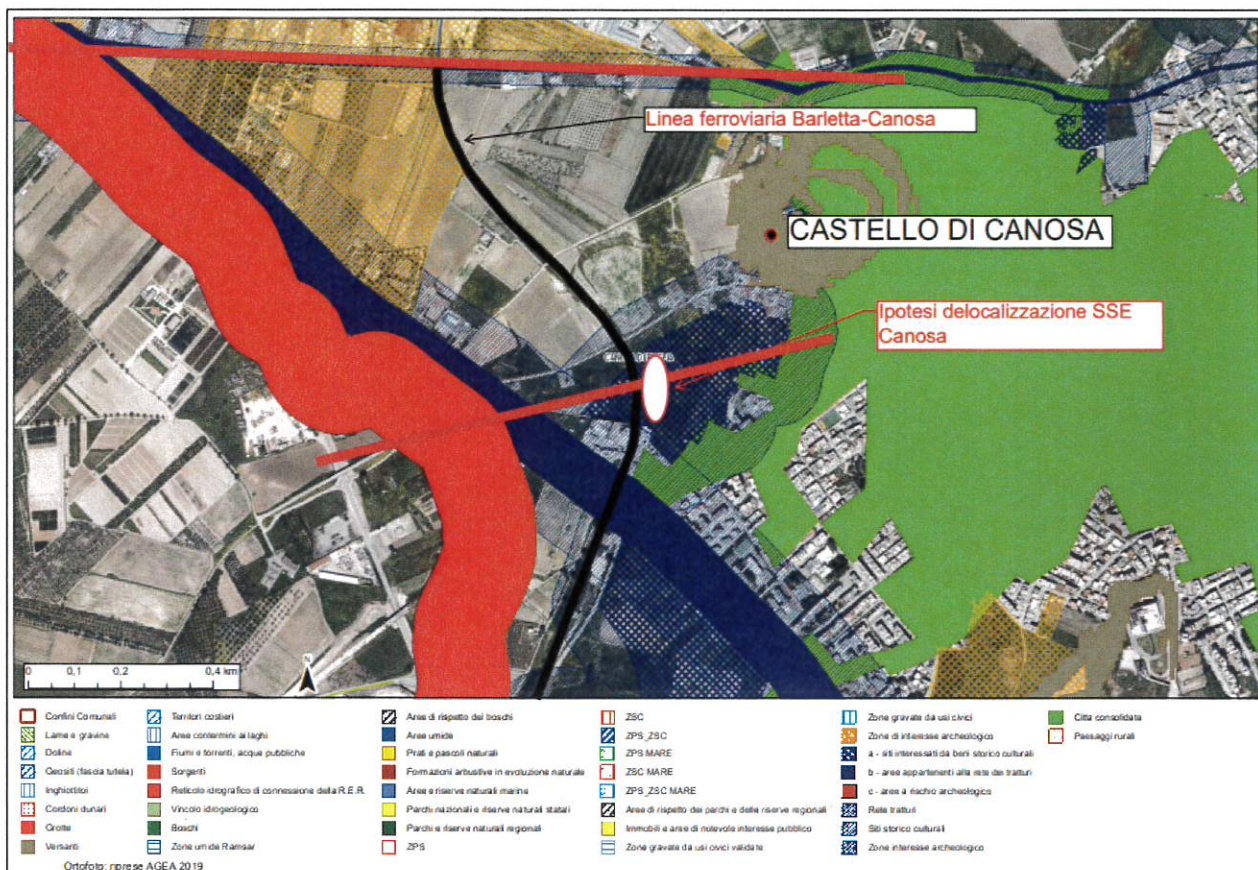 Linea ferroviaria Barletta-Canosa
CASTELLO DI CANOSA
Ipotesi delocalizzazione SSE
Canosa
N
0 0,1 0,2 0,4 km
Confini Comunali
Lame e gravine
Doline
Geositi (fascia tutela)
Inghiottitoi
Cordoni dunari
Grotte
Versanti
Territori costieri
Aree contermini ai laghi
Fiumi e torrenti, acque pubbliche
Sorgenti
Reticolo idrografico di connessione della R.E.R.
Vincolo idrogeologico
Boschi
Zone umide Ramsar
Aree di rispetto dei boschi
Aree umide
Prati e pascoli naturali
Formazioni arbustive in evoluzione naturale
Aree e riserve naturali marine
Parchi nazionali e riserve naturali statali
Parchi e riserve naturali regionali
ZPS
ZSC
ZPS_ZSC
ZPS MARE
ZSC MARE
ZPS_ZSC MARE
Aree di rispetto dei parchi e delle riserve regionali
Immobili e aree di notevole interesse pubblico
Zone gravate da usi civici validate
Zone gravate da usi civici
Zone di interesse archeologico
a - siti interessati da beni storico culturali
b - aree appartenenti alla rete dei tratturi
c - aree a rischio archeologico
Rete tratturi
Siti storico culturali
Zone interesse archeologico
Citta consolidata
Paesaggi rurali
Ortofoto: riprese AGEA 2019